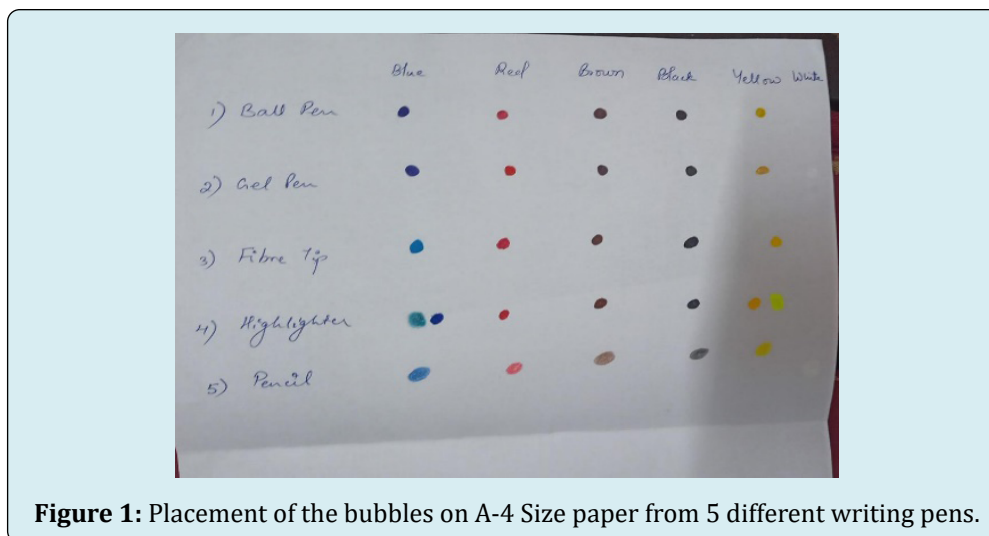 Blue Red Brown Black Yellow White
1) Ball Pen
2) Gel Pen
3) Fibre Tip
4) Highlighter
5) Pencil
Figure 1: Placement of the bubbles on A-4 Size paper from 5 different writing pens.